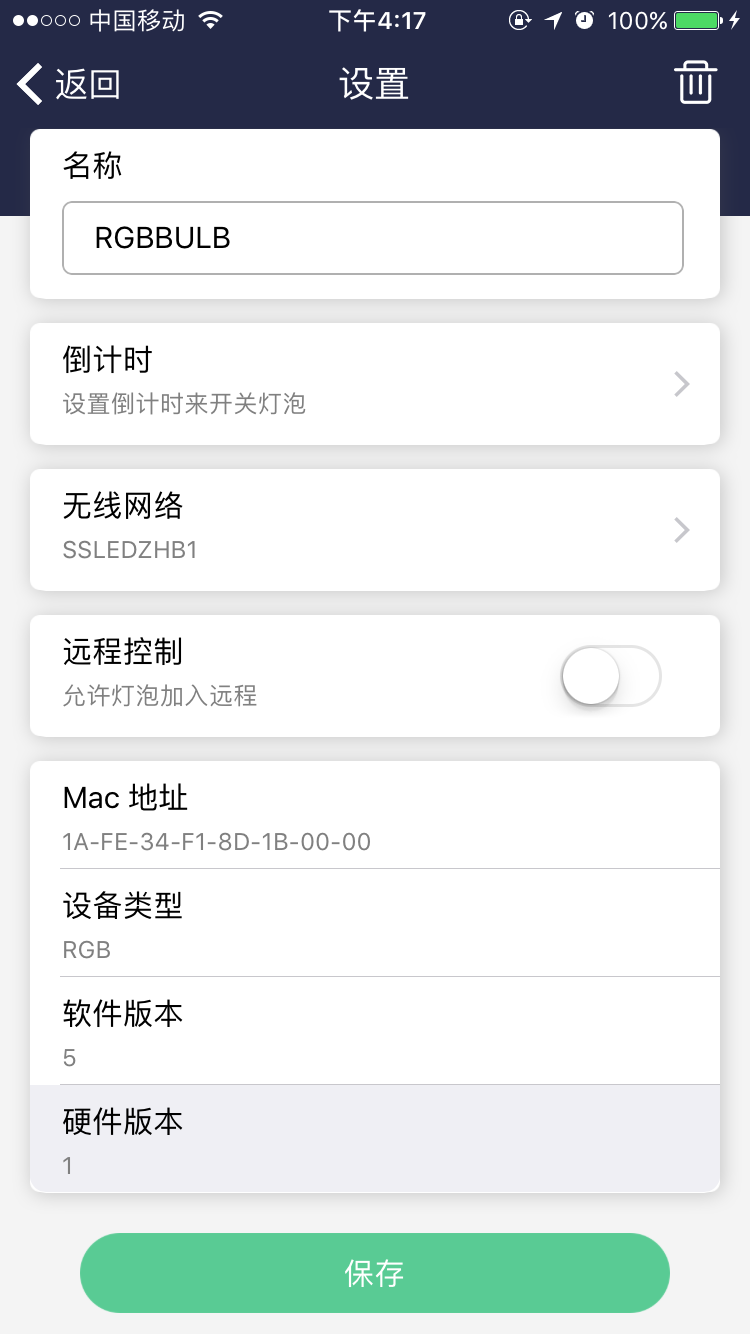 中国移动 下午4:17 100%
返回 设置
名称
RGBBULB
倒计时
设置倒计时来开关灯泡
无线网络
SSLEDZHB1
远程控制
允许灯泡加入远程
Mac 地址
1A-FE-34-F1-8D-1B-00-00
设备类型
RGB
软件版本
5
硬件版本
1
保存